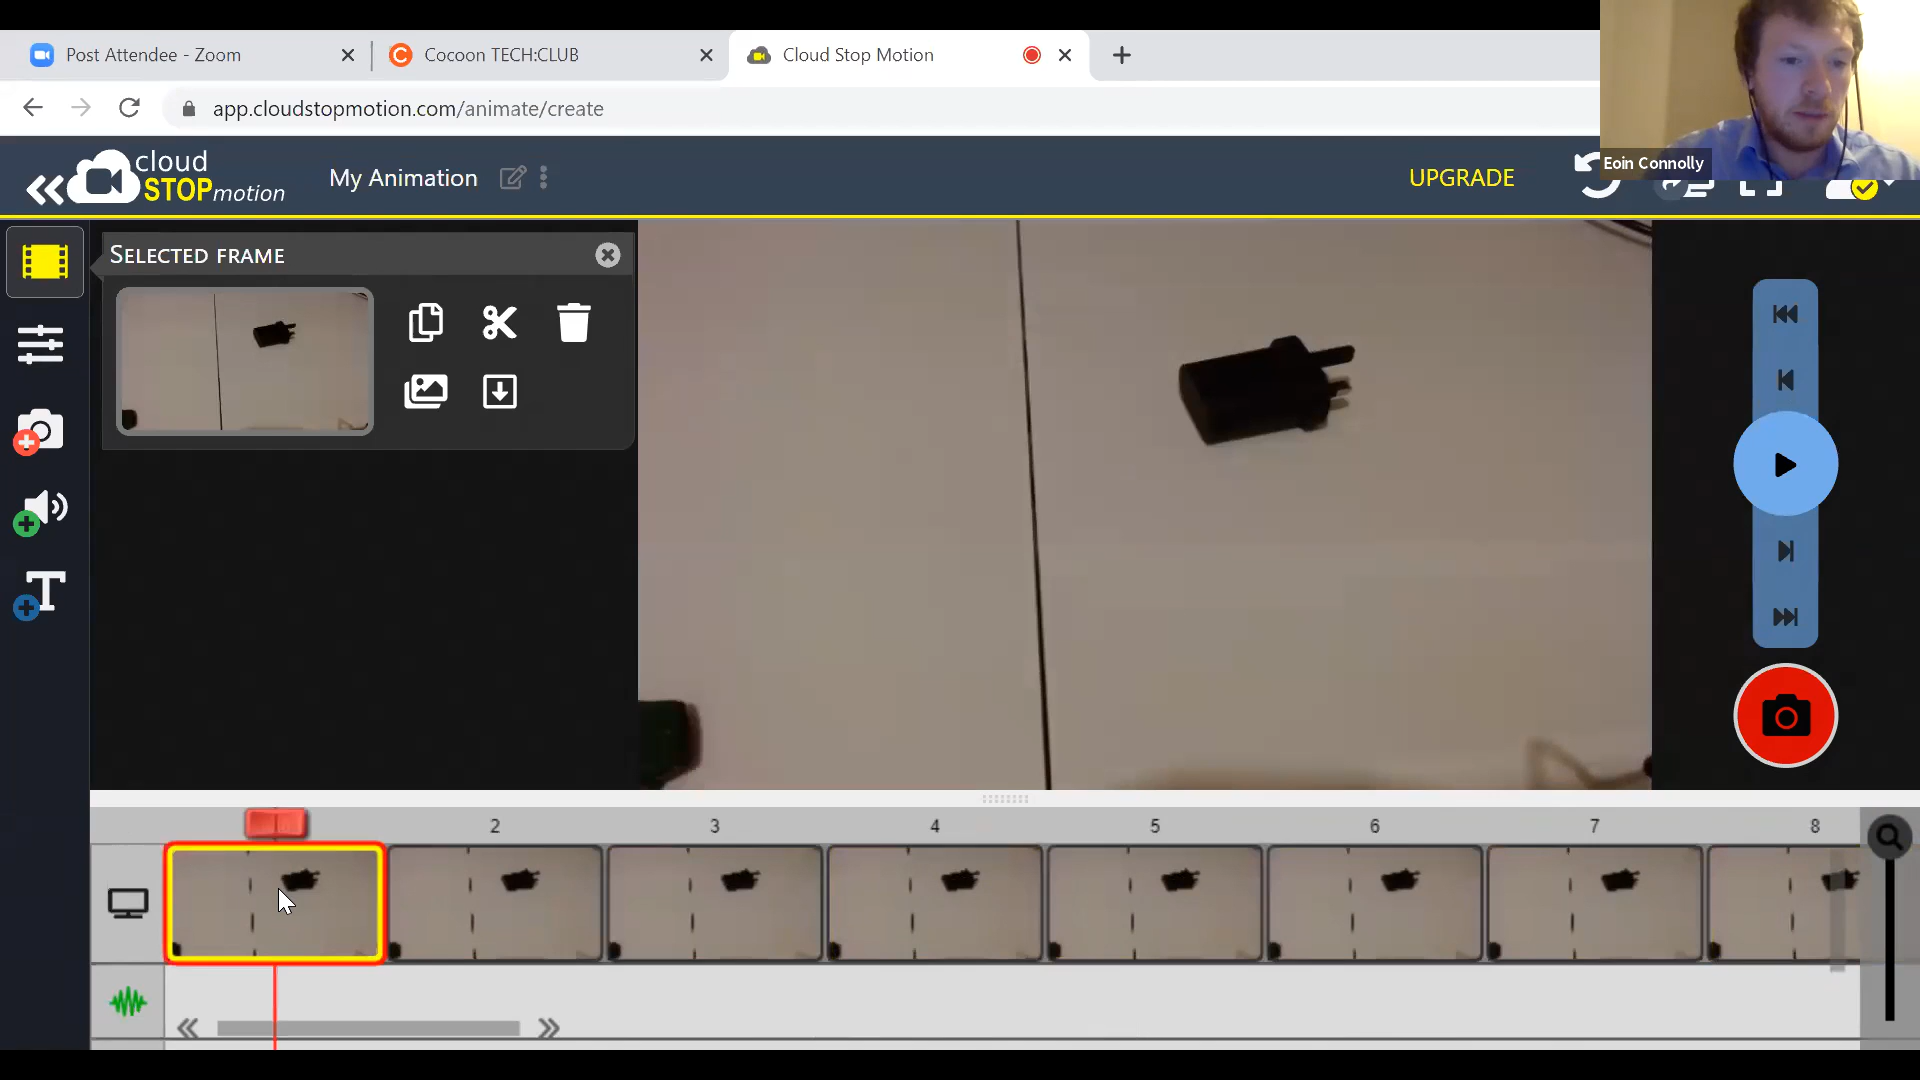 Post Attendee - Zoom
Cocoon TECH:CLUB
Cloud Stop Motion
app.cloudstopmotion.com/animate/create
cloud
STOPmotion
My Animation
UPGRADE
Eoin Connolly
SELECTED FRAME
2
3
4
5
6
7
8